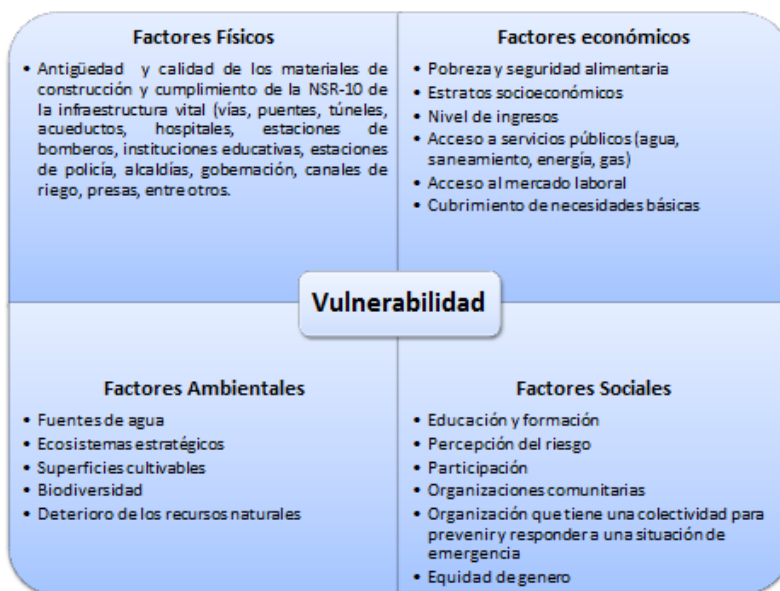 Factores Físicos
• Antigüedad y calidad de los materiales de
construcción y cumplimiento de la NSR-10 de
la infraestructura vital (vías, puentes, túneles,
acueductos, hospitales, estaciones de
bomberos, instituciones educativas, estaciones
de policía, alcaldías, gobernación, canales de
riego, presas, entre otros.
Factores económicos
• Pobreza y seguridad alimentaria
• Estratos socioeconómicos
• Nivel de ingresos
• Acceso a servicios públicos (agua,
saneamiento, energía, gas)
• Acceso al mercado laboral
• Cubrimiento de necesidades básicas
Vulnerabilidad
Factores Ambientales
• Fuentes de agua
• Ecosistemas estratégicos
• Superficies cultivables
• Biodiversidad
• Deterioro de los recursos naturales
Factores Sociales
• Educación y formación
• Percepción del riesgo
• Participación
• Organizaciones comunitarias
• Organización que tiene una colectividad para
prevenir y responder a una situación de
emergencia
• Equidad de genero